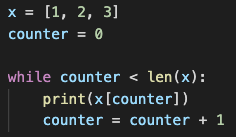 x = [1, 2, 3]
counter = 0

while counter < len(x):
    print(x[counter])
    counter = counter + 1